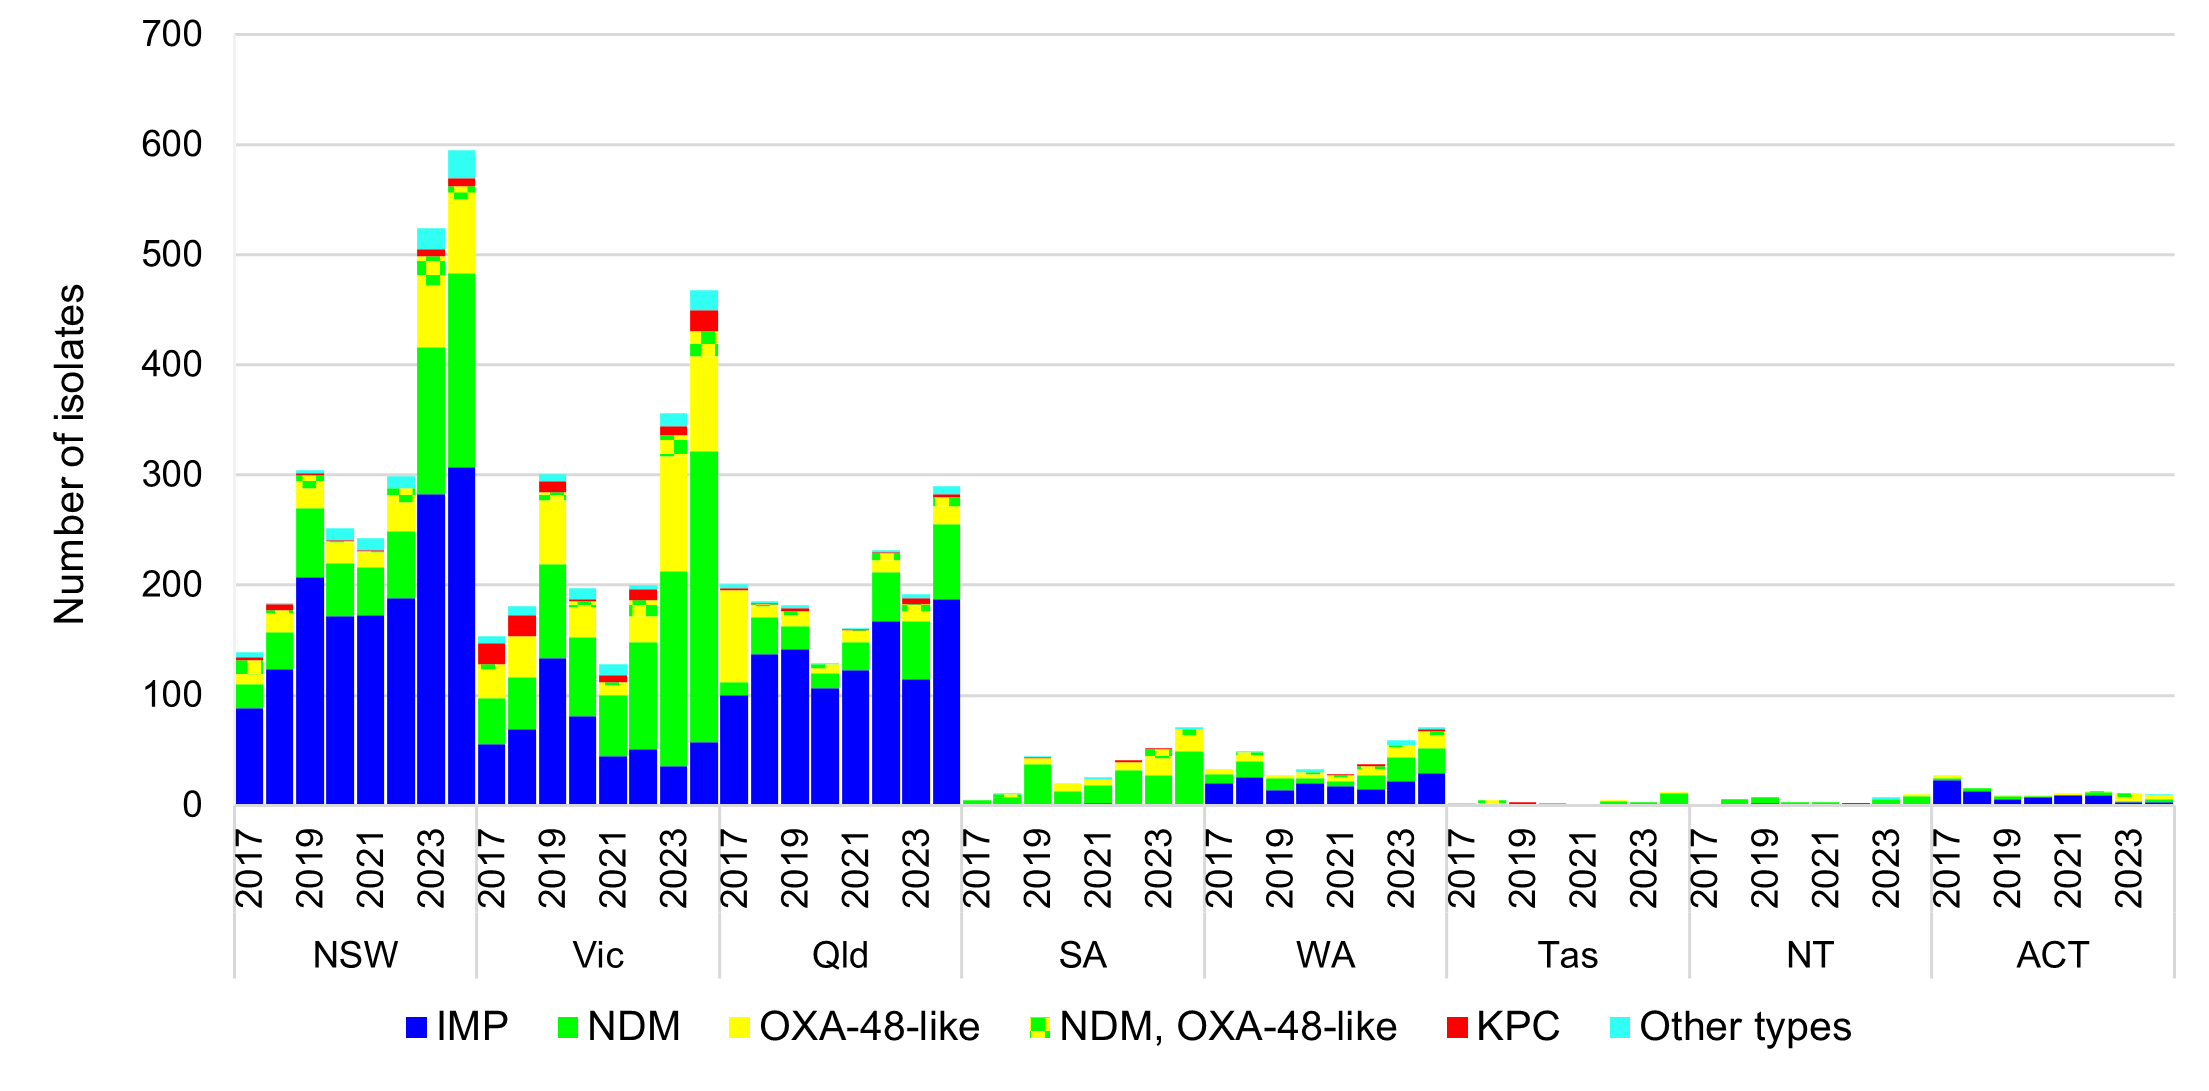 Number of isolates
700
600
500
400
300
200
100
0
2017 2019 2021 2023 2017 2019 2021 2023 2017 2019 2021 2023 2017 2019 2021 2023 2017 2019 2021 2023 2017 2019 2021 2023 2017 2019 2021 2023 2017 2019 2021 2023
NSW Vic Qld SA WA Tas NT ACT
IMP NDM OXA-48-like NDM, OXA-48-like KPC Other types